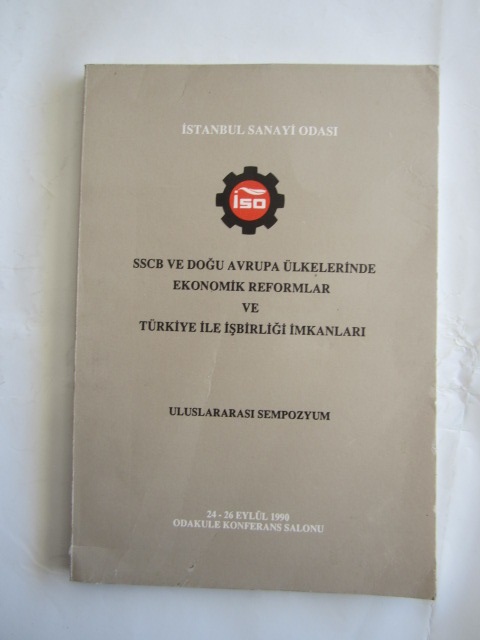 İSTANBUL SANAYİ ODASI
iso
SSCB VE DOĞU AVRUPA ÜLKELERİNDE
EKONOMİK REFORMLAR
VE
TÜRKİYE İLE İŞBİRLİĞİ İMKANLARI
ULUSLARARASI SEMPOZYUM
24 - 26 EYLÜL 1990
ODAKULE KONFERANS SALONU